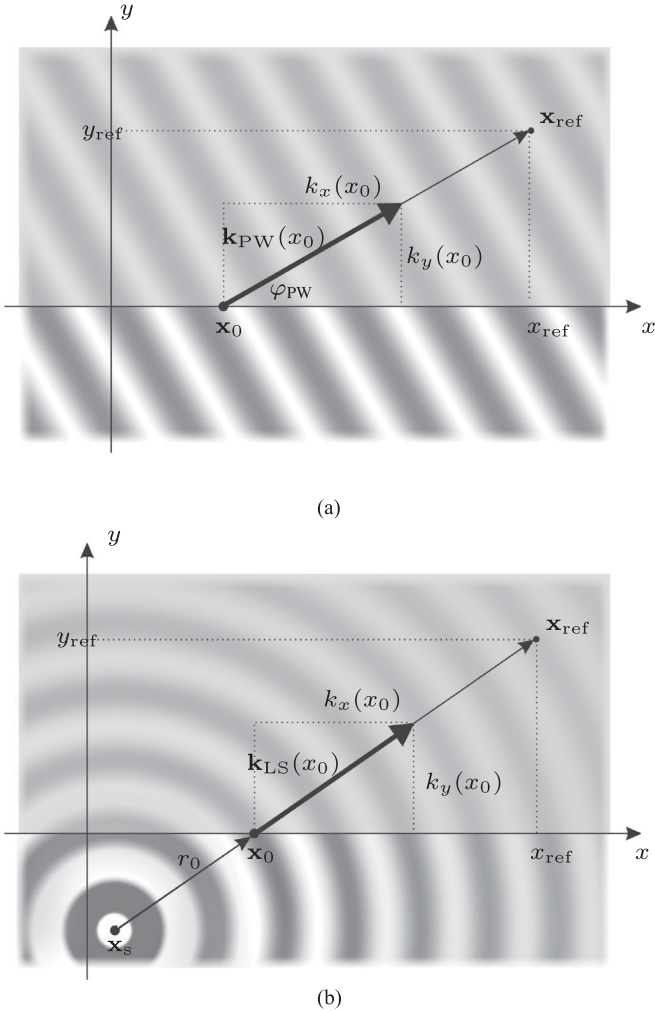 y
y_ref
𝐱_ref
k_x(x_0)
𝐤_PW(x_0)
k_y(x_0)
φ_PW
𝐱_0
x_ref
x
(a)
y
y_ref
𝐱_ref
k_x(x_0)
𝐤_LS(x_0)
k_y(x_0)
r_0
𝐱_0
x_ref
x
𝐱_s
(b)